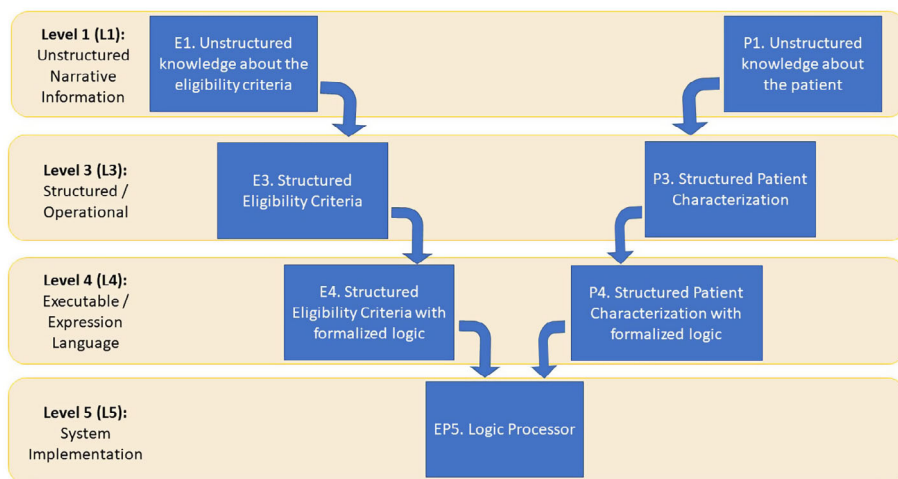 Level 1 (L1):
Unstructured
Narrative
Information
E1. Unstructured
knowledge about the
eligibility criteria
P1. Unstructured
knowledge about
the patient
Level 3 (L3):
Structured /
Operational
E3. Structured
Eligibility Criteria
P3. Structured Patient
Characterization
Level 4 (L4):
Executable /
Expression
Language
E4. Structured
Eligibility Criteria with
formalized logic
P4. Structured Patient
Characterization with
formalized logic
Level 5 (L5):
System
Implementation
EP5. Logic Processor